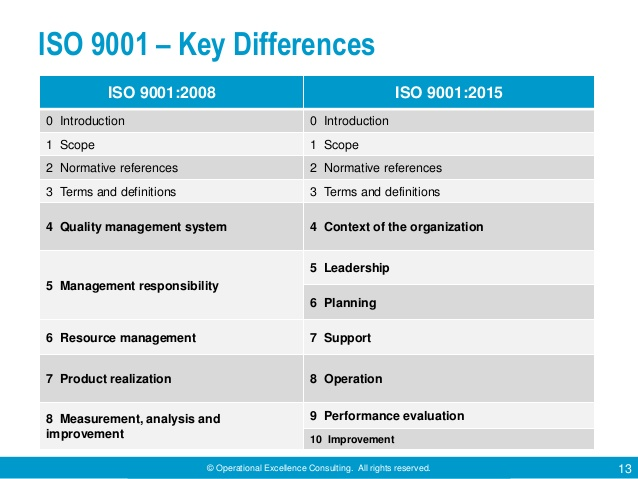 ISO 9001 – Key Differences
ISO 9001:2008 ISO 9001:2015
0 Introduction 0 Introduction
1 Scope 1 Scope
2 Normative references 2 Normative references
3 Terms and definitions 3 Terms and definitions
4 Quality management system 4 Context of the organization
5 Management responsibility
5 Leadership
6 Planning
6 Resource management 7 Support
7 Product realization 8 Operation
8 Measurement, analysis and
improvement
9 Performance evaluation
10 Improvement
© Operational Excellence Consulting. All rights reserved. 13